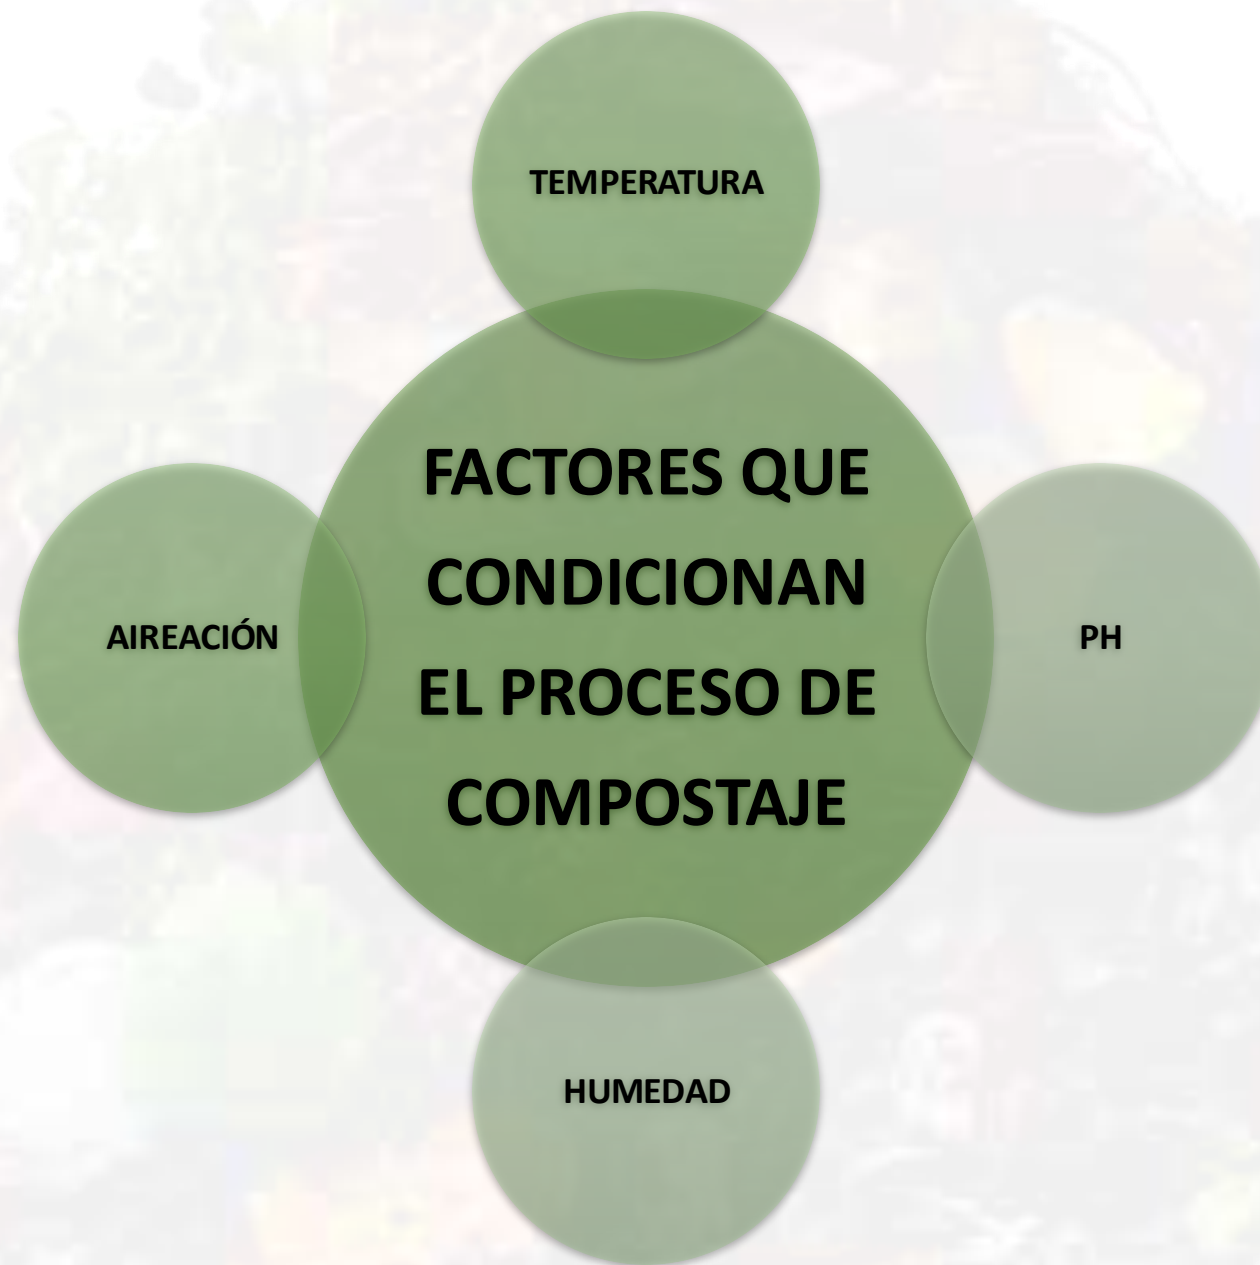 TEMPERATURA
FACTORES QUE
CONDICIONAN
EL PROCESO DE
COMPOSTAJE
AIREACIÓN
PH
HUMEDAD